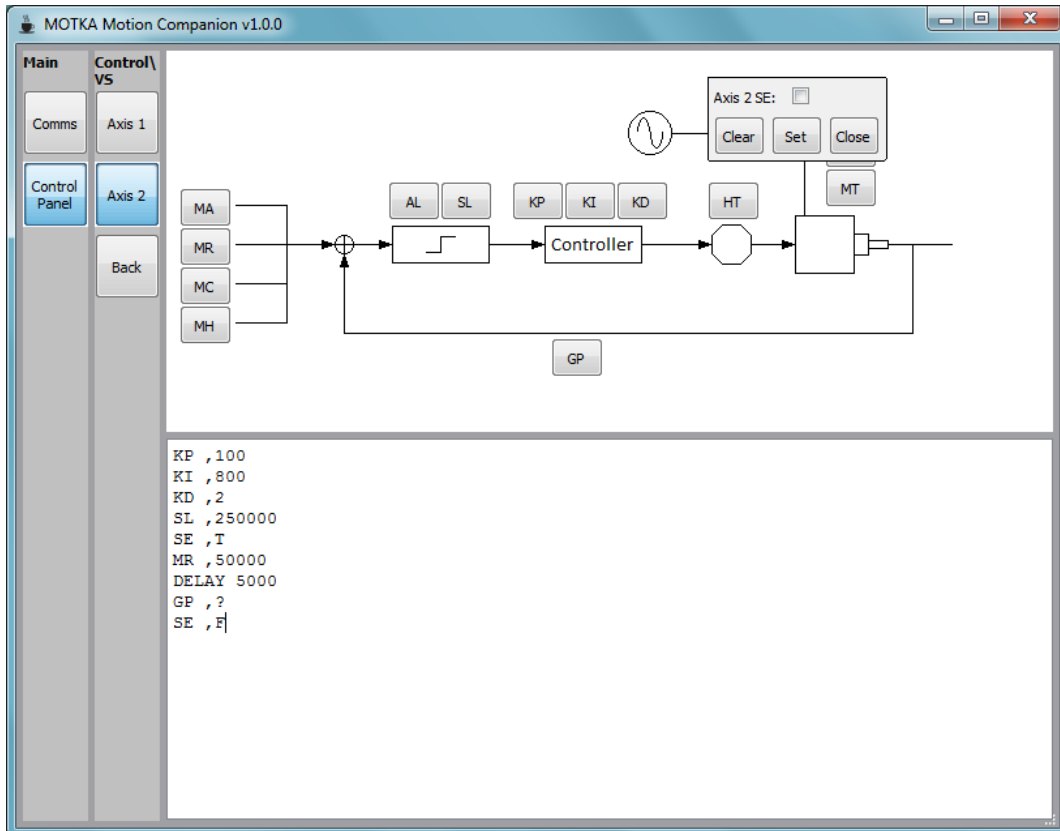 MOTKA Motion Companion v1.0.0
Main
Control\
VS
Comms
Axis 1
Control
Panel
Axis 2
Back
Axis 2 SE:
Clear
Set
Close
MT
MA
MR
MC
MH
AL
SL
KP
KI
KD
HT
Controller
GP
KP ,100
KI ,800
KD ,2
SL ,250000
SE ,T
MR ,50000
DELAY 5000
GP ,?
SE ,F